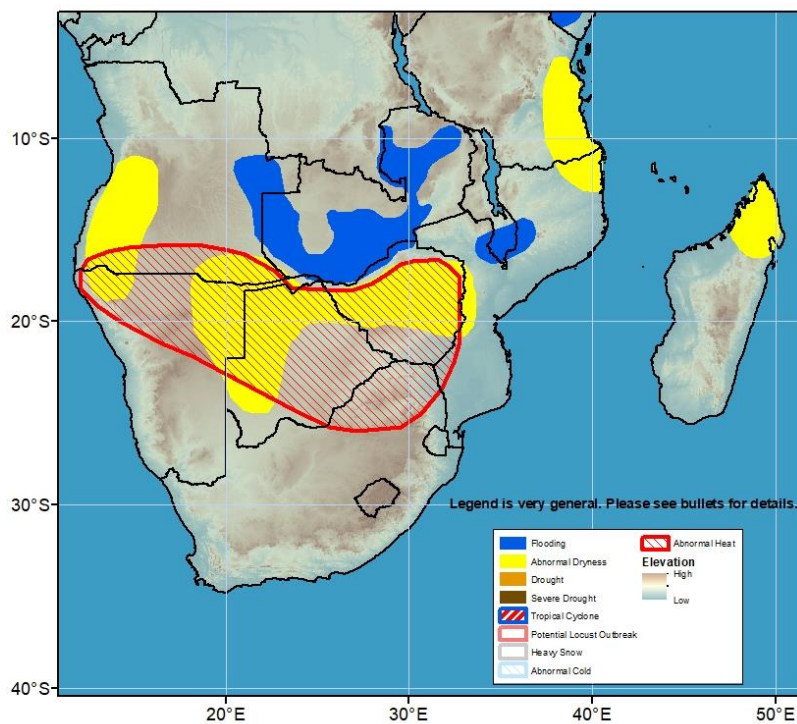 10°S
20°S
30°S
40°S
Legend is very general. Please see bullets for details.
Flooding
Abnormal Dryness
Drought
Severe Drought
Tropical Cyclone
Potential Locust Outbreak
Heavy Snow
Abnormal Cold
Abnormal Heat
Elevation
High
Low
20°E
30°E
40°E
50°E